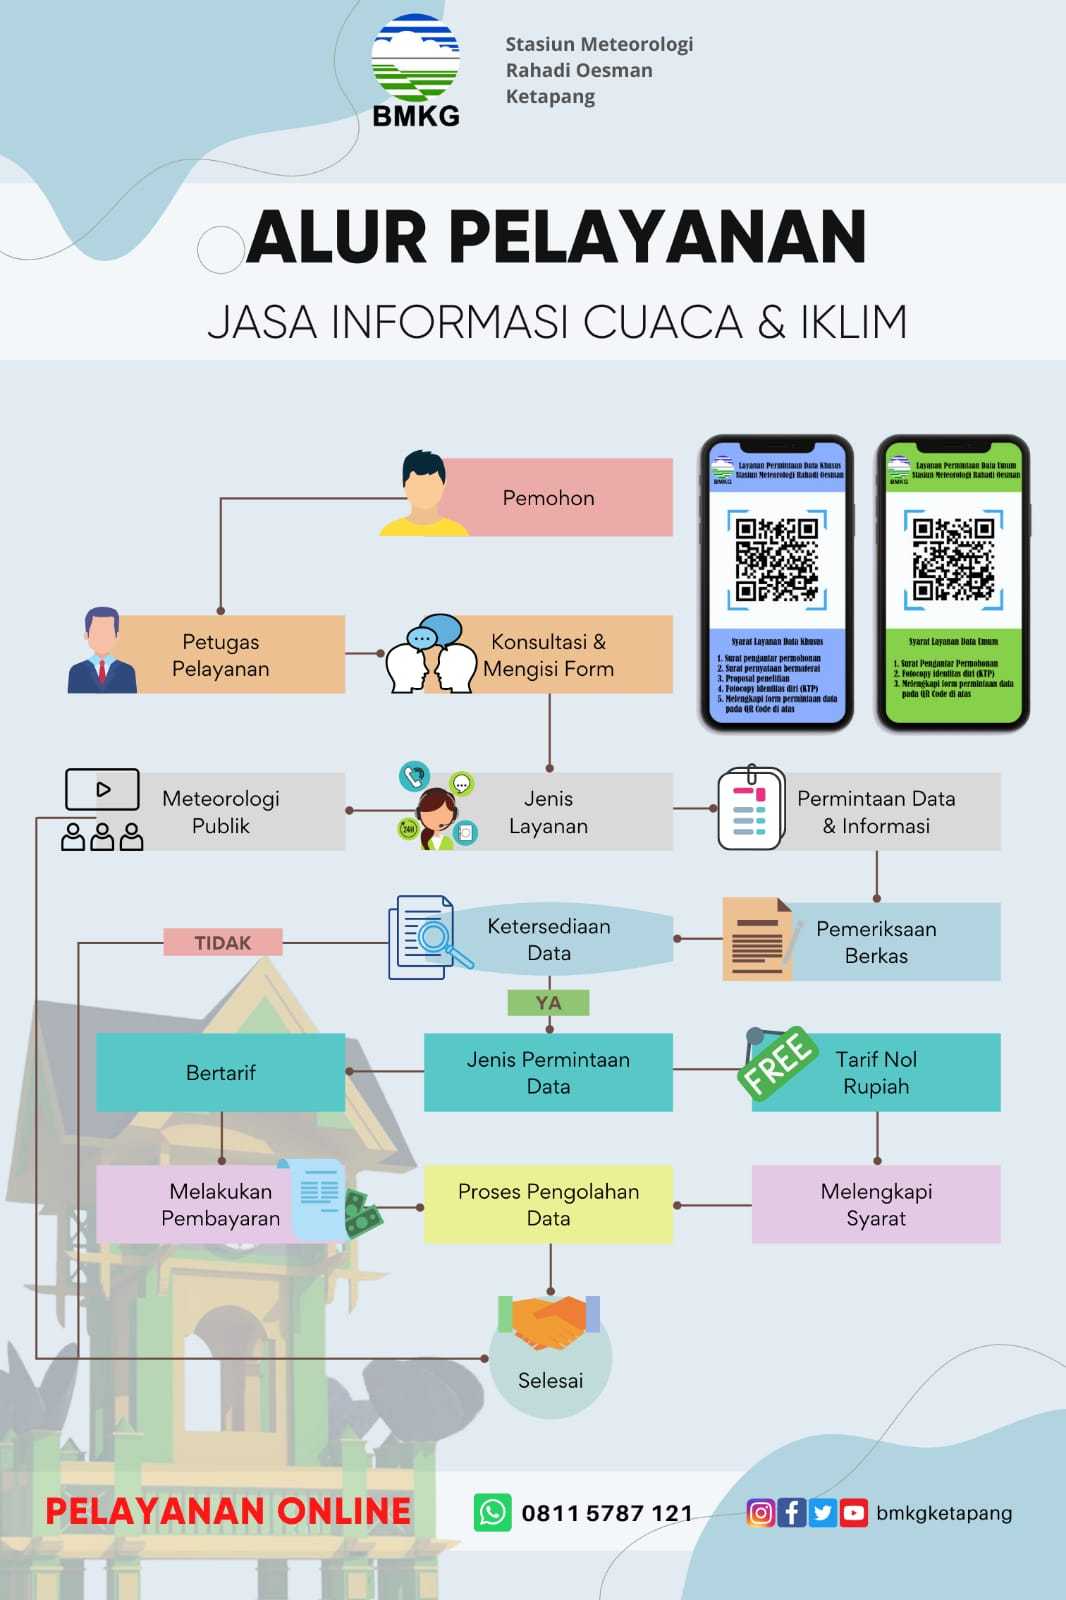 BMKG
Stasiun Meteorologi
Rahadi Oesman
Ketapang
ALUR PELAYANAN
JASA INFORMASI CUACA & IKLIM
Pemohon
BMKG
Layanan Permintaan Data Khusus
Stasiun Meteorologi Rahadi Oesman
Syarat Layanan Data Khusus
1. Surat pengantar permohonan
2. Surat pernyataan bermaterai
3. Proposal penelitian
4. Fotocopy identitas diri (KTP)
5. Melengkapi form permintaan data
pada QR Code di atas
BMKG
Layanan Permintaan Data Umum
Stasiun Meteorologi Rahadi Oesman
Syarat Layanan Data Umum
1. Surat Pengantar Permohonan
2. Fotocopy identitas diri (KTP)
3. Melengkapi form permintaan data
pada QR Code di atas
Petugas
Pelayanan
Konsultasi &
Mengisi Form
Meteorologi
Publik
24H
Jenis
Layanan
Permintaan Data
& Informasi
TIDAK
Ketersediaan
Data
Pemeriksaan
Berkas
YA
Bertarif
Jenis Permintaan
Data
FREE
Tarif Nol
Rupiah
Melakukan
Pembayaran
Proses Pengolahan
Data
Melengkapi
Syarat
Selesai
PELAYANAN ONLINE
0811 5787 121
bmkgketapang